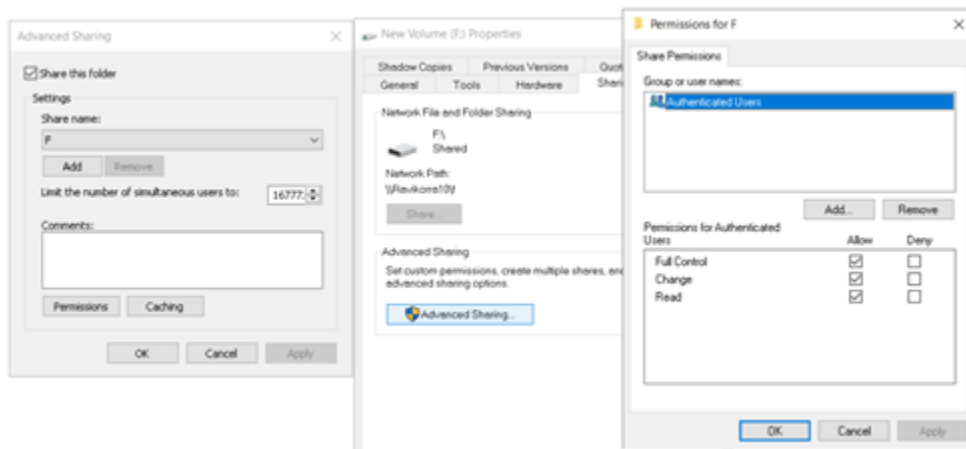 Advanced Sharing
Share this folder
Settings
Share name:
F
Add
Remove
Limit the number of simultaneous users to:
16777
Comments:
Permissions
Caching
OK
Cancel
Apply
New Volume (F:) Properties
Shadow Copies
Previous Versions
Quot
General
Tools
Hardware
Sharin
Network File and Folder Sharing
F:\
Shared
Network Path:
Share...
Advanced Sharing
Set custom permissions, create multiple shares, and
advanced sharing options.
Advanced Sharing...
Permissions for F
Share Permissions
Group or user names:
Authenticated Users
Add...
Remove
Permissions for Authenticated
Users
Allow
Deny
Full Control
Change
Read
OK
Cancel
Apply